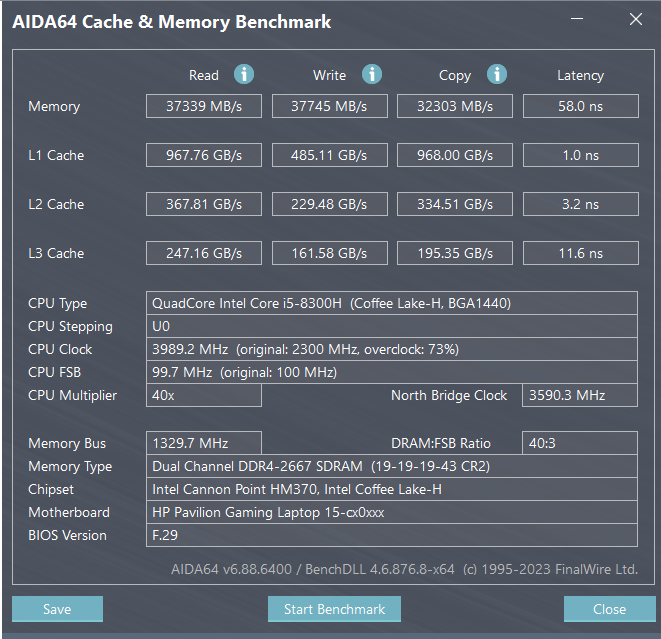 AIDA64 Cache & Memory Benchmark
Read Write Copy Latency
Memory 37339 MB/s 37745 MB/s 32303 MB/s 58.0 ns
L1 Cache 967.76 GB/s 485.11 GB/s 968.00 GB/s 1.0 ns
L2 Cache 367.81 GB/s 229.48 GB/s 334.51 GB/s 3.2 ns
L3 Cache 247.16 GB/s 161.58 GB/s 195.35 GB/s 11.6 ns
CPU Type QuadCore Intel Core i5-8300H (Coffee Lake-H, BGA1440)
CPU Stepping U0
CPU Clock 3989.2 MHz (original: 2300 MHz, overclock: 73%)
CPU FSB 99.7 MHz (original: 100 MHz)
CPU Multiplier 40x North Bridge Clock 3590.3 MHz
Memory Bus 1329.7 MHz DRAM:FSB Ratio 40:3
Memory Type Dual Channel DDR4-2667 SDRAM (19-19-19-43 CR2)
Chipset Intel Cannon Point HM370, Intel Coffee Lake-H
Motherboard HP Pavilion Gaming Laptop 15-cx0xxx
BIOS Version F.29
AIDA64 v6.88.6400 / BenchDLL 4.6.876.8-x64 (c) 1995-2023 FinalWire Ltd.
Save Start Benchmark Close